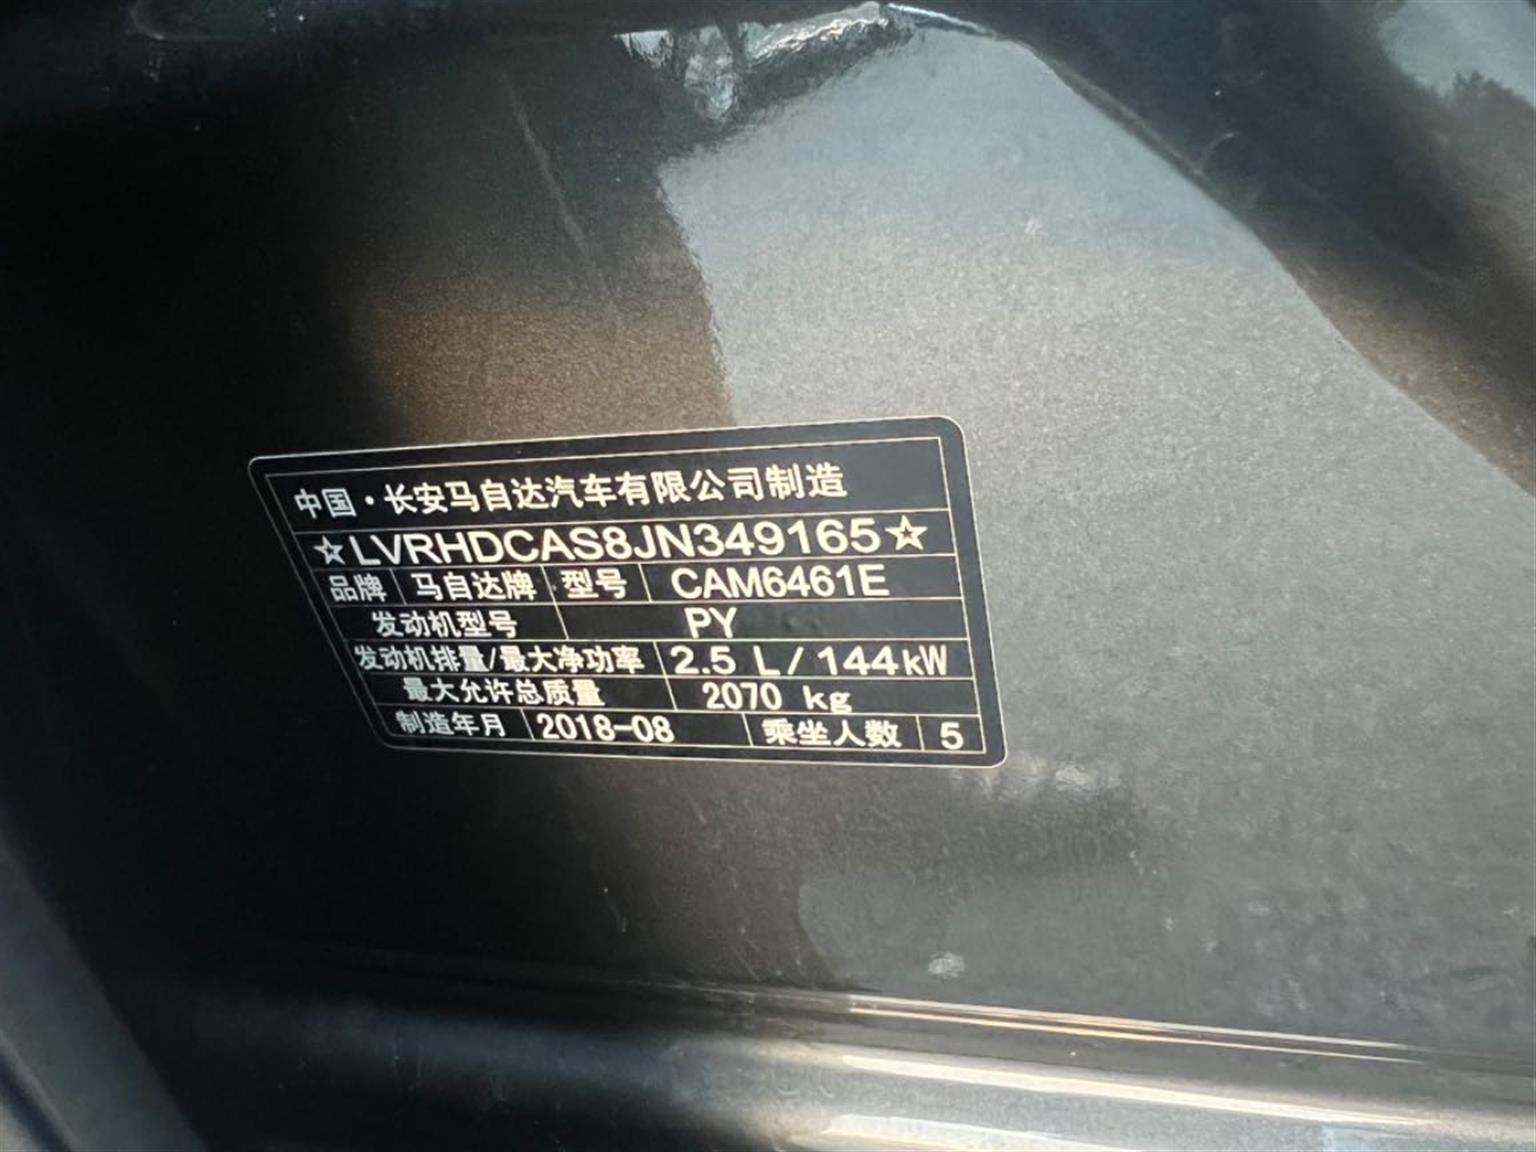 中国·长安马自达汽车有限公司制造
☆LVRHDCAS8JN349165☆
品牌 马自达牌 型号 CAM6461E
发动机型号 PY
发动机排量/最大净功率 2.5 L/144kW
最大允许总质量 2070 kg
制造年月 2018-08 乘坐人数 5